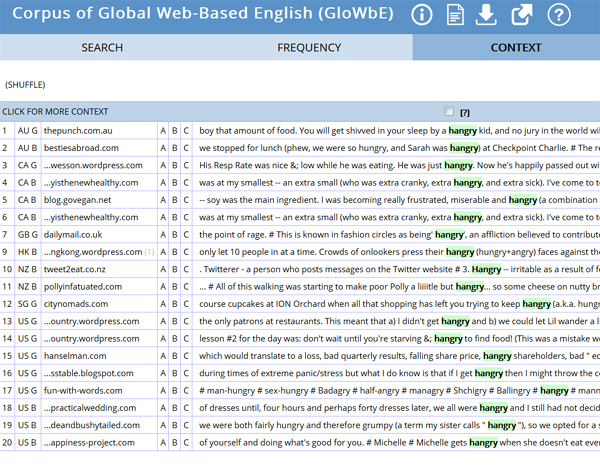 Corpus of Global Web-Based English (GloWbE)
SEARCH FREQUENCY CONTEXT
(SHUFFLE)
CLICK FOR MORE CONTEXT [?]
1 AU G thepunch.com.au A B C boy that amount of food. You will get shivved in your sleep by a hangry kid, and no jury in the world wil
2 AU B bestiesabroad.com A B C we stopped for lunch (phew, we were so hungry, and Sarah was hangry) at Checkpoint Charlie. # The re
3 CA G ...wesson.wordpress.com A B C His Resp Rate was nice &; low while he was eating. He was just hangry. Now he's happily passed out wit
4 CA B ...yisthenewhealthy.com A B C was at my smallest -- an extra small (who was extra cranky, extra hangry, and extra sick). I've come to t
5 CA B blog.govegan.net A B C -- soy was the main ingredient. I was becoming really frustrated, miserable and hangry (a combination
6 CA B ...yisthenewhealthy.com A B C was at my smallest -- an extra small (who was extra cranky, extra hangry, and extra sick). I've come to t
7 GB G dailymail.co.uk A B C the point of rage. # This is known in fashion circles as being' hangry', an affliction believed to contribut
9 HK B ...ngkong.wordpress.com (1) A B C only let 10 people in at a time. Crowds of onlookers press their hangry (hungry+angry) faces against the
10 NZ B tweet2eat.co.nz A B C . Twitterer - a person who posts messages on the Twitter website # 3. Hangry -- irritable as a result of f
11 NZ B pollyinfatuated.com A B C ... # All of this walking was starting to make poor Polly a liiiitle but hangry... so some cheese on nutty br
12 SG G citynomads.com A B C course cupcakes at ION Orchard when all that shopping has left you trying to keep hangry (a.k.a. hungr
13 US G ...ountry.wordpress.com A B C the only patrons at restaurants. This meant that a) I didn't get hangry and b) we could let Lil wander a li
14 US G ...ountry.wordpress.com A B C lesson #2 for the day was: don't wait until you're starving &; hangry to find food! (This was a mistake w
15 US G hanselman.com A B C which would translate to a loss, bad quarterly results, falling share price, hangry shareholders, bad " ec
16 US G ...sstable.blogspot.com A B C during times of extreme panic/stress but what I do know is that if I get hangry then I might throw the c
17 US G fun-with-words.com A B C # man-hungry # sex-hungry # Badagry # half-angry # managry # Shchigry # Ballingry # hangry # mann
18 US B ...practicalwedding.com A B C of dresses until, four hours and perhaps forty dresses later, we all were hangry and I still had not decid
19 US B ...deandbushytailed.com A B C we were both fairly hungry and therefore grumpy (a term my sister calls " hangry "), so we opted for a s
20 US B ...appiness-project.com A B C of yourself and doing what's good for you. # Michelle # Michelle gets hangry when she doesn't eat ever